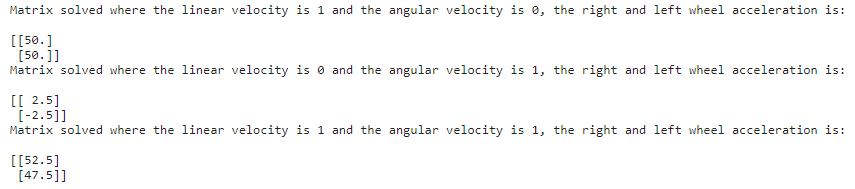 Matrix solved where the linear velocity is 1 and the angular velocity is 0, the right and left wheel acceleration is:
[[50.]
 [50.]]
Matrix solved where the linear velocity is 0 and the angular velocity is 1, the right and left wheel acceleration is:
[[ 2.5]
 [-2.5]]
Matrix solved where the linear velocity is 1 and the angular velocity is 1, the right and left wheel acceleration is:
[[52.5]
 [47.5]]